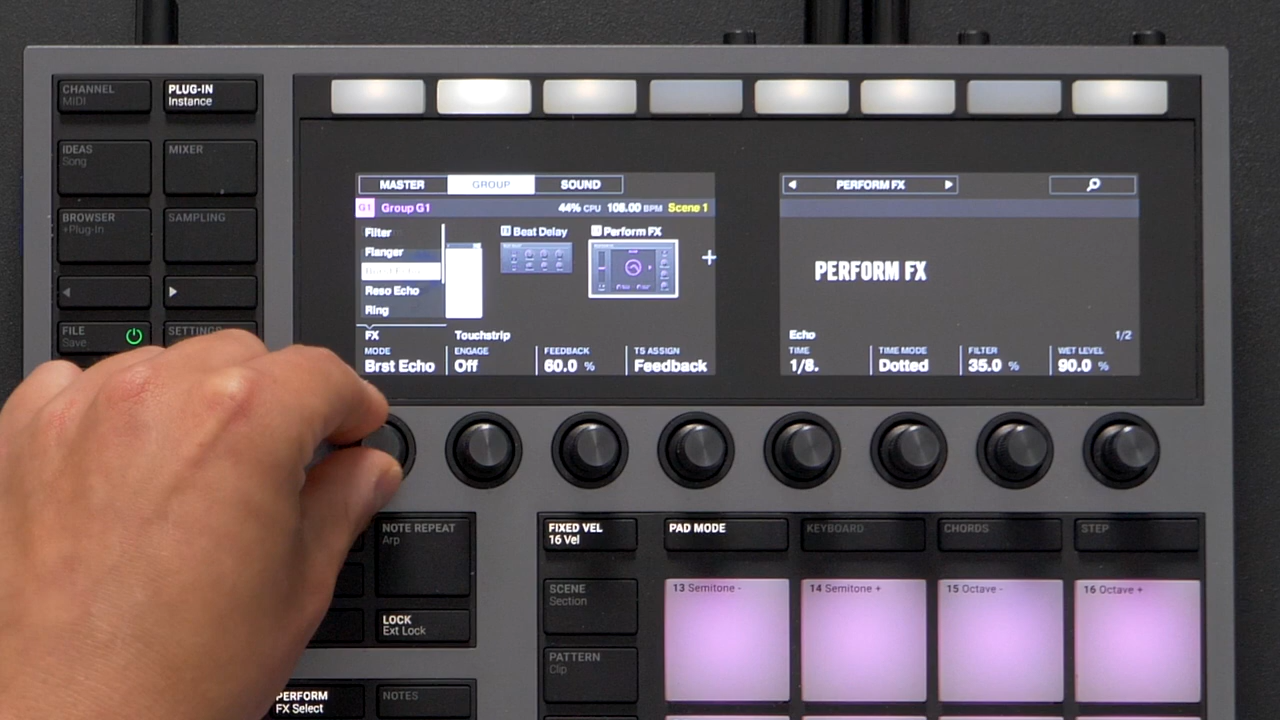 CHANNEL
MIDI
PLUG-IN
Instance
IDEAS
Song
MIXER
BROWSER
+Plug-In
SAMPLING
FILE
Save
SETTINGS
MASTER
GROUP
SOUND
G1 Group G1
44% CPU 108.00 BPM Scene 1
Filter
Flanger
Reso Echo
Ring
Beat Delay
Perform FX
+
FX
Touchstrip
MODE
Brst Echo
ENGAGE
Off
FEEDBACK
60.0 %
TS ASSIGN
Feedback
PERFORM FX
PERFORM FX
Echo
1/2
TIME
1/8.
TIME MODE
Dotted
FILTER
35.0 %
WET LEVEL
90.0 %
NOTE REPEAT
Arp
LOCK
Ext Lock
PERFORM
FX Select
NOTES
FIXED VEL
16 Vel
PAD MODE
KEYBOARD
CHORDS
STEP
SCENE
Section
PATTERN
Clip
13 Semitone -
14 Semitone +
15 Octave -
16 Octave +